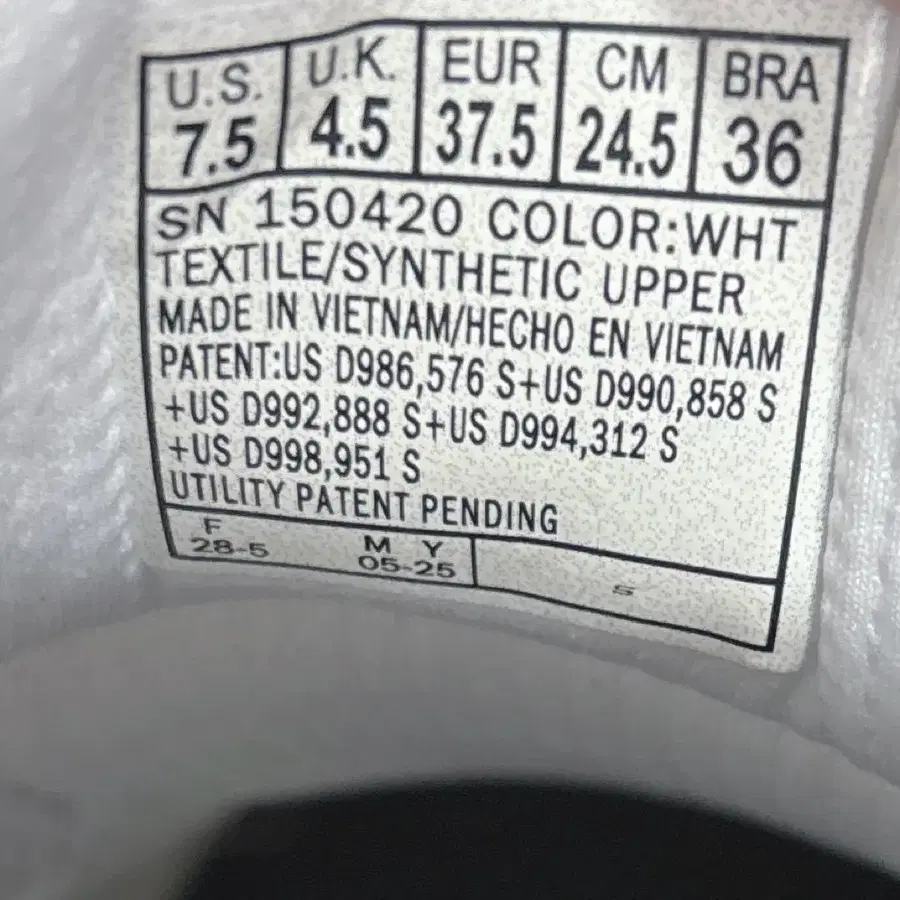 U.S. U.K. EUR CM BRA
7.5 4.5 37.5 24.5 36
SN 150420 COLOR:WHT
TEXTILE/SYNTHETIC UPPER
MADE IN VIETNAM/HECHO EN VIETNAM
PATENT:US D986,576 S+US D990,858 S
+US D992,888 S+US D994,312 S
+US D998,951 S
UTILITY PATENT PENDING
F M Y
28-5 05-25 S